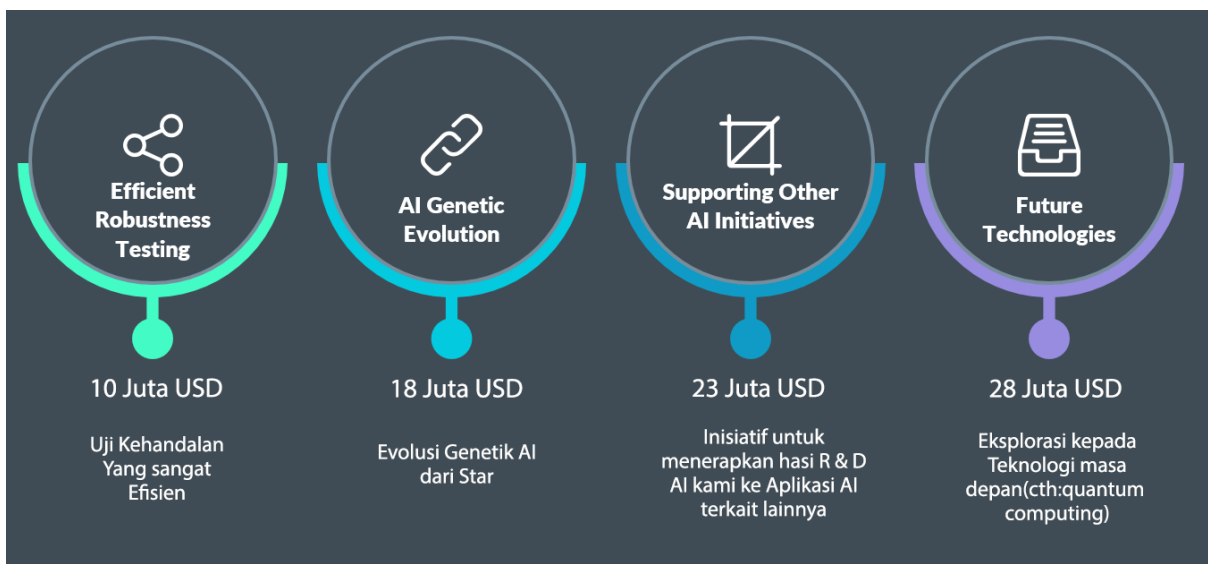 Efficient
Robustness
Testing
10 Juta USD
Uji Kehandalan
Yang sangat
Efisien
AI Genetic
Evolution
18 Juta USD
Evolusi Genetik AI
dari Star
Supporting Other
AI Initiatives
23 Juta USD
Inisiatif untuk
menerapkan hasi R & D
AI kami ke Aplikasi AI
terkait lainnya
Future
Technologies
28 Juta USD
Eksplorasi kepada
Teknologi masa
depan(cth:quantum
computing)